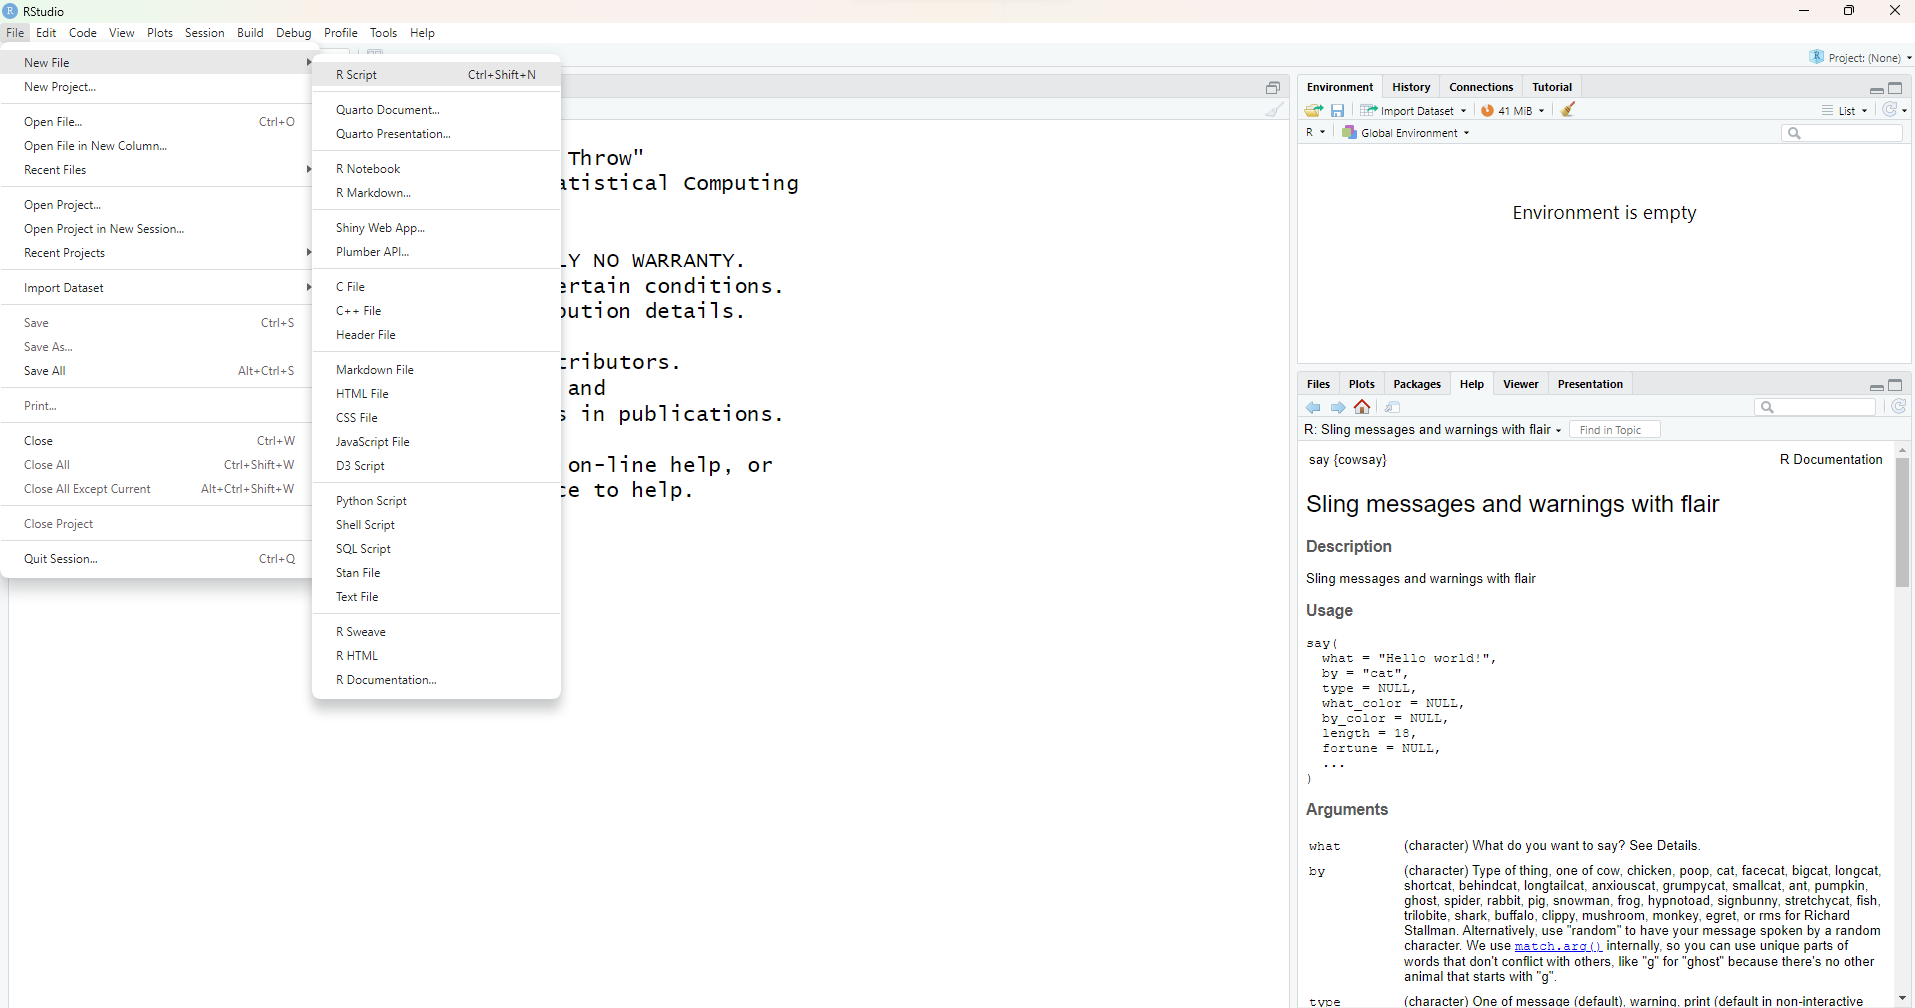 RStudio
File Edit Code View Plots Session Build Debug Profile Tools Help
Project: (None)
New File
New Project...
Open File... Ctrl+O
Open File in New Column...
Recent Files
Open Project...
Open Project in New Session...
Recent Projects
Import Dataset
Save Ctrl+S
Save As...
Save All Alt+Ctrl+S
Print...
Close Ctrl+W
Close All Ctrl+Shift+W
Close All Except Current Alt+Ctrl+Shift+W
Close Project
Quit Session... Ctrl+Q
R Script Ctrl+Shift+N
Quarto Document...
Quarto Presentation...
R Notebook
R Markdown...
Shiny Web App...
Plumber API...
C File
C++ File
Header File
Markdown File
HTML File
CSS File
JavaScript File
D3 Script
Python Script
Shell Script
SQL Script
Stan File
Text File
R Sweave
R HTML
R Documentation...
Throw"
atistical Computing
LY NO WARRANTY.
ertain conditions.
bution details.
tributors.
and
s in publications.
on-line help, or
ce to help.
Environment History Connections Tutorial
Import Dataset 41 MiB List
R Global Environment
Environment is empty
Files Plots Packages Help Viewer Presentation
R: Sling messages and warnings with flair Find in Topic
say {cowsay} R Documentation
Sling messages and warnings with flair
Description
Sling messages and warnings with flair
Usage
say(
what = "Hello world!",
by = "cat",
type = NULL,
what_color = NULL,
by_color = NULL,
length = 18,
fortune = NULL,
...
)
Arguments
what (character) What do you want to say? See Details.
by (character) Type of thing, one of cow, chicken, poop, cat, facecat, bigcat, longcat,
shortcat, behindcat, longtailcat, anxiouscat, grumpycat, smallcat, ant, pumpkin,
ghost, spider, rabbit, pig, snowman, frog, hypnotoad, signbunny, stretchycat, fish,
trilobite, shark, buffalo, clippy, mushroom, monkey, egret, or rms for Richard
Stallman. Alternatively, use "random" to have your message spoken by a random
character. We use match.arg() internally, so you can use unique parts of
words that don't conflict with others, like "g" for "ghost" because there's no other
animal that starts with "g".
type (character) One of message (default), warning, print (default in non-interactive